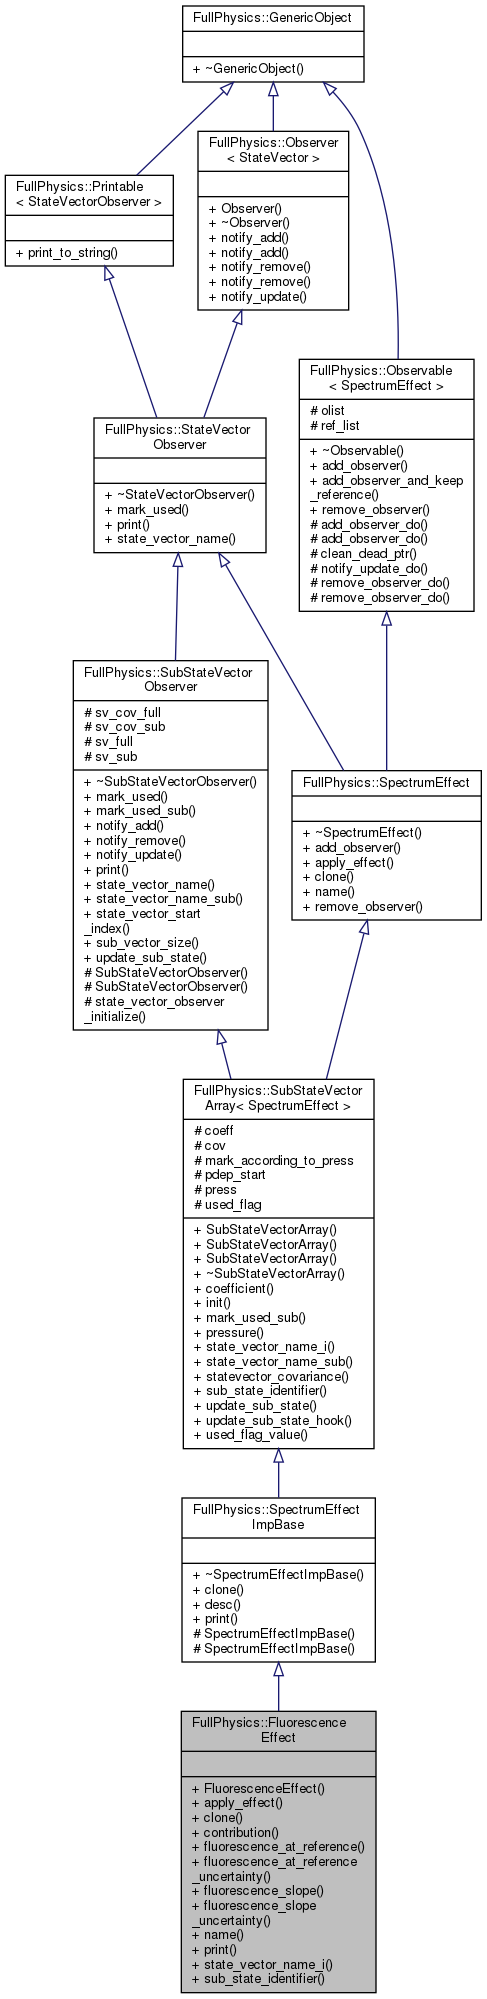 FullPhysics::GenericObject
+ ~GenericObject()
FullPhysics::Observer
< StateVector >
+ Observer()
+ ~Observer()
+ notify_add()
+ notify_add()
+ notify_remove()
+ notify_remove()
+ notify_update()
FullPhysics::Printable
< StateVectorObserver >
+ print_to_string()
FullPhysics::Observable
< SpectrumEffect >
# olist
# ref_list
+ ~Observable()
+ add_observer()
+ add_observer_and_keep
_reference()
+ remove_observer()
# add_observer_do()
# add_observer_do()
# clean_dead_ptr()
# notify_update_do()
# remove_observer_do()
# remove_observer_do()
FullPhysics::StateVector
Observer
+ ~StateVectorObserver()
+ mark_used()
+ print()
+ state_vector_name()
FullPhysics::SubStateVector
Observer
# sv_cov_full
# sv_cov_sub
# sv_full
# sv_sub
+ ~SubStateVectorObserver()
+ mark_used()
+ mark_used_sub()
+ notify_add()
+ notify_remove()
+ notify_update()
+ print()
+ state_vector_name()
+ state_vector_name_sub()
+ state_vector_start
_index()
+ sub_vector_size()
+ update_sub_state()
# SubStateVectorObserver()
# SubStateVectorObserver()
# state_vector_observer
_initialize()
FullPhysics::SpectrumEffect
+ ~SpectrumEffect()
+ add_observer()
+ apply_effect()
+ clone()
+ name()
+ remove_observer()
FullPhysics::SubStateVector
Array< SpectrumEffect >
# coeff
# cov
# mark_according_to_press
# pdep_start
# press
# used_flag
+ SubStateVectorArray()
+ SubStateVectorArray()
+ SubStateVectorArray()
+ ~SubStateVectorArray()
+ coefficient()
+ init()
+ mark_used_sub()
+ pressure()
+ state_vector_name_i()
+ state_vector_name_sub()
+ statevector_covariance()
+ sub_state_identifier()
+ update_sub_state()
+ update_sub_state_hook()
+ used_flag_value()
FullPhysics::SpectrumEffect
ImpBase
+ ~SpectrumEffectImpBase()
+ clone()
+ desc()
+ print()
# SpectrumEffectImpBase()
# SpectrumEffectImpBase()
FullPhysics::Fluorescence
Effect
+ FluorescenceEffect()
+ apply_effect()
+ clone()
+ contribution()
+ fluorescence_at_reference()
+ fluorescence_at_reference
_uncertainty()
+ fluorescence_slope()
+ fluorescence_slope
_uncertainty()
+ name()
+ print()
+ state_vector_name_i()
+ sub_state_identifier()